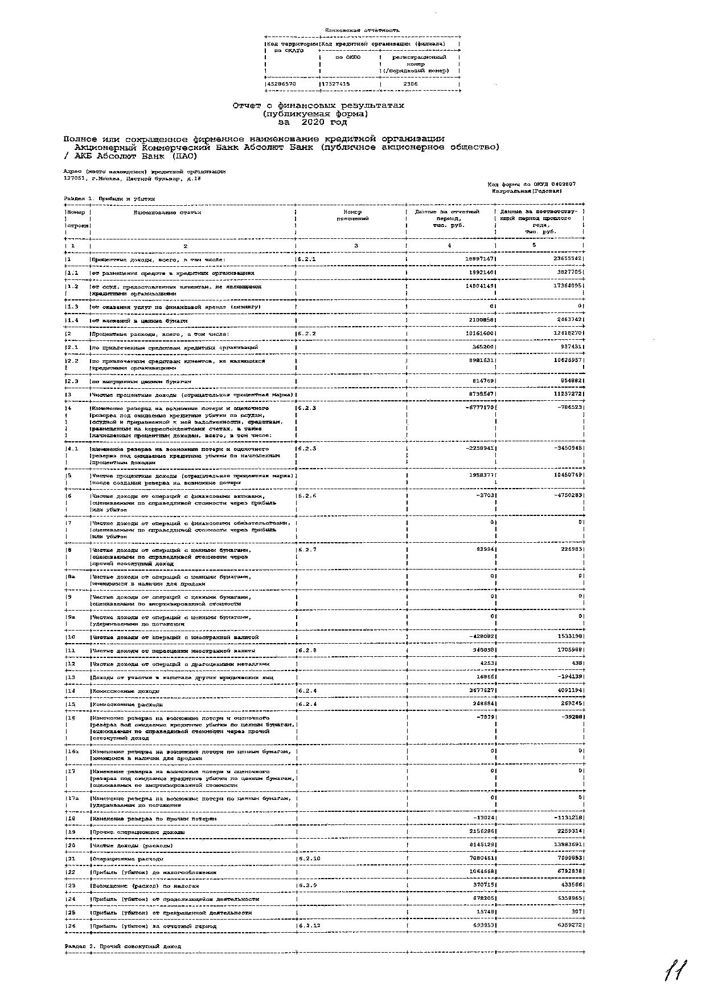 Банковская отчетность
|Код территории|Код кредитной организации (филиала) |
| по ОКАТО
| по ОКПО | регистрационный |
| | номер |
| |(/порядковый номер) |
|45286570 |17327415 | 2306 |
Отчет о финансовых результатах
(публикуемая форма)
за 2020 год
Полное или сокращенное фирменное наименование кредитной организации
Акционерный Коммерческий Банк Абсолют Банк (публичное акционерное общество)
/ АКБ Абсолют Банк (ПАО)
Адрес (место нахождения) кредитной организации
127051, г.Москва, Цветной бульвар, д.18
Код формы по ОКУД 0409807
Квартальная(Годовая)
Раздел 1. Прибыли и убытки
|Номер | Наименование статьи | Номер | Данные за отчетный | Данные за соответству- |
| | | пояснений | период, | ющий период прошлого |
|строки| | | тыс. руб. | года, |
| | | | | тыс. руб. |
| 1 | 2 | 3 | 4 | 5 |
|1 |Процентные доходы, всего, в том числе: |6.2.1 | 18897147| 23655542|
|1.1 |от размещения средств в кредитных организациях | | 1992140| 3827705|
|1.2 |от ссуд, предоставленных клиентам, не являющимся | | 14804149| 17364095|
| |кредитными организациями | | | |
|1.3 |от оказания услуг по финансовой аренде (лизингу) | | 0| 0|
|1.4 |от вложений в ценные бумаги | | 2100858| 2463742|
|2 |Процентные расходы, всего, в том числе: |6.2.2 | 10161600| 12418270|
|2.1 |по привлеченным средствам кредитных организаций | | 365200| 937431|
|2.2 |по привлеченным средствам клиентов, не являющихся | | 8981631| 10625957|
| |кредитными организациями | | | |
|2.3 |по выпущенным ценным бумагам | | 814769| 854882|
|3 |Чистые процентные доходы (отрицательная процентная маржа)| | 8735547| 11237272|
|4 |Изменение резерва на возможные потери и оценочного |6.2.3 | -6777170| -786523|
| |резерва под ожидаемые кредитные убытки по ссудам, | | | |
| |ссудной и приравненной к ней задолженности, средствам, | | | |
| |размещенным на корреспондентских счетах, а также | | | |
| |начисленным процентным доходам, всего, в том числе: | | | |
|4.1 |изменение резерва на возможные потери и оценочного |6.2.3 | -2258941| -3450948|
| |резерва под ожидаемые кредитные убытки по начисленным | | | |
| |процентным доходам | | | |
|5 |Чистые процентные доходы (отрицательная процентная маржа)| | 1958377| 10450749|
| |после создания резерва на возможные потери | | | |
|6 |Чистые доходы от операций с финансовыми активами, |6.2.6 | -3703| -4750283|
| |оцениваемыми по справедливой стоимости через прибыль | | | |
| |или убыток | | | |
|7 |Чистые доходы от операций с финансовыми обязательствами, | | 0| 0|
| |оцениваемыми по справедливой стоимости через прибыль | | | |
| |или убыток | | | |
|8 |Чистые доходы от операций с ценными бумагами, |6.2.7 | 92994| 226983|
| |оцениваемыми по справедливой стоимости через | | | |
| |прочий совокупный доход | | | |
|8а |Чистые доходы от операций с ценными бумагами, | | 0| 0|
| |имеющимися в наличии для продажи | | | |
|9 |Чистые доходы от операций с ценными бумагами, | | 0| 0|
| |оцениваемыми по амортизированной стоимости | | | |
|9а |Чистые доходы от операций с ценными бумагами, | | 0| 0|
| |удерживаемыми до погашения | | | |
|10 |Чистые доходы от операций с иностранной валютой | | -428082| 1533198|
|11 |Чистые доходы от переоценки иностранной валюты |6.2.8 | 940098| 1705988|
|12 |Чистые доходы от операций с драгоценными металлами | | 4253| 438|
|13 |Доходы от участия в капитале других юридических лиц | | 16866| -194139|
|14 |Комиссионные доходы |6.2.4 | 3677627| 4091194|
|15 |Комиссионные расходы |6.2.4 | 248684| 269245|
|16 |Изменение резерва на возможные потери и оценочного | | -7879| -39288|
| |резерва под ожидаемые кредитные убытки по ценным бумагам,| | | |
| |оцениваемым по справедливой стоимости через прочий | | | |
| |совокупный доход | | | |
|16а |Изменение резерва на возможные потери по ценным бумагам, | | 0| 0|
| |имеющимся в наличии для продажи | | | |
|17 |Изменение резерва на возможные потери и оценочного | | 0| 0|
| |резерва под ожидаемые кредитные убытки по ценным бумагам,| | | |
| |оцениваемым по амортизированной стоимости | | | |
|17а |Изменение резерва на возможные потери по ценным бумагам, | | 0| 0|
| |удерживаемым до погашения | | | |
|18 |Изменение резерва по прочим потерям | | -13024| -1131218|
|19 |Прочие операционные доходы | | 2156286| 2259314|
|20 |Чистые доходы (расходы) | | 8145129| 13883691|
|21 |Операционные расходы |6.2.10 | 7080461| 7090853|
|22 |Прибыль (убыток) до налогообложения | | 1064668| 6792838|
|23 |Возмещение (расход) по налогам |6.2.9 | 370715| 433566|
|24 |Прибыль (убыток) от продолжающейся деятельности | | 678205| 6358965|
|25 |Прибыль (убыток) от прекращенной деятельности | | 15748| 307|
|26 |Прибыль (убыток) за отчетный период |6.2.12 | 693953| 6359272|
Раздел 2. Прочий совокупный доход
11